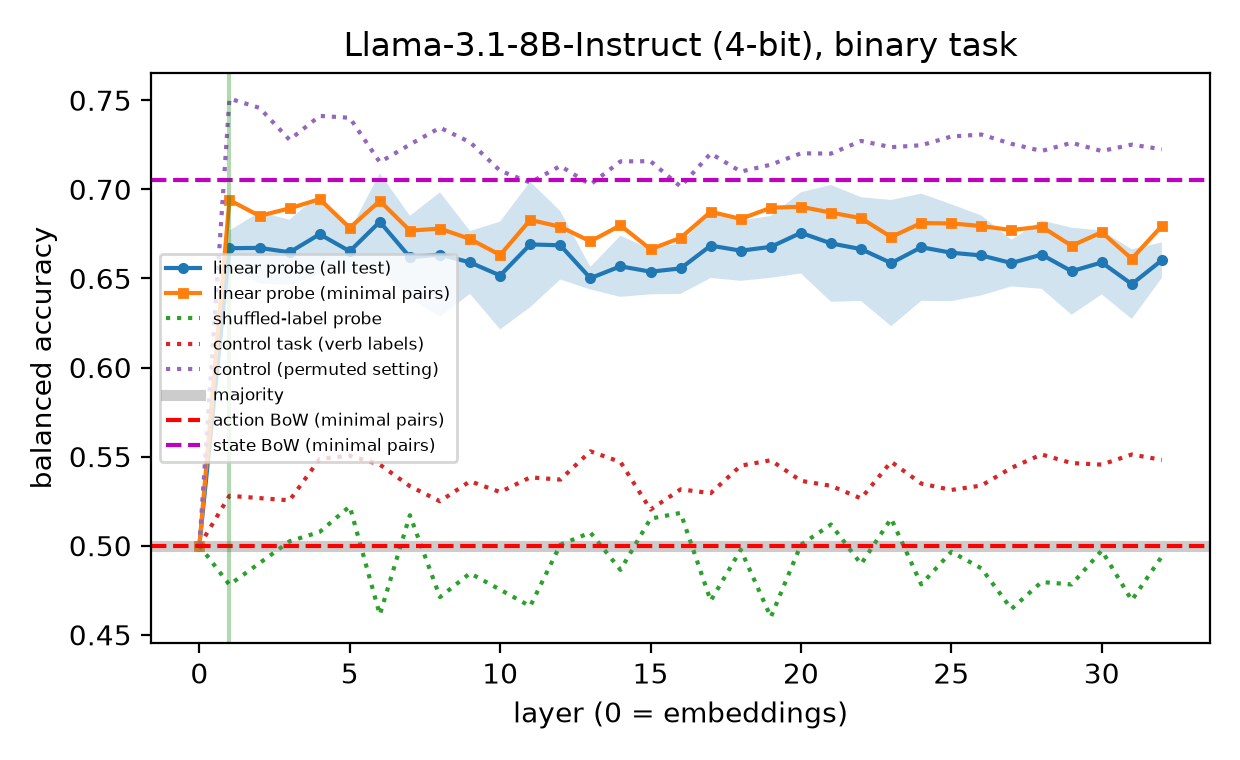 Llama-3.1-8B-Instruct (4-bit), binary task
balanced accuracy
0.75
0.70
0.65
0.60
0.55
0.50
0.45
linear probe (all test)
linear probe (minimal pairs)
shuffled-label probe
control task (verb labels)
control (permuted setting)
majority
action BoW (minimal pairs)
state BoW (minimal pairs)
0 5 10 15 20 25 30
layer (0 = embeddings)